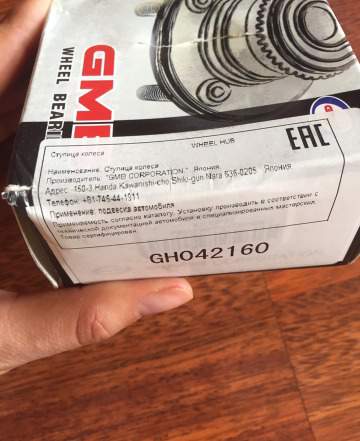 GMB
WHEEL BEARI
Ступица колеса WHEEL HUB
EAC
Наименование. Ступица колеса
Производитель "GMB CORPORATION." Япония.
Адрес 150-3 Handa Kawanishi-cho, Shiki-gun Nara 636-0205 Япония
Телефон: +81-745-44-1911
Применение: подвеска автомобиля
Применяемость согласно каталогу. Установку производить в соответствии с
технической документацией автомобиля в специализированных мастерских.
Товар сертифицирован.
GH042160